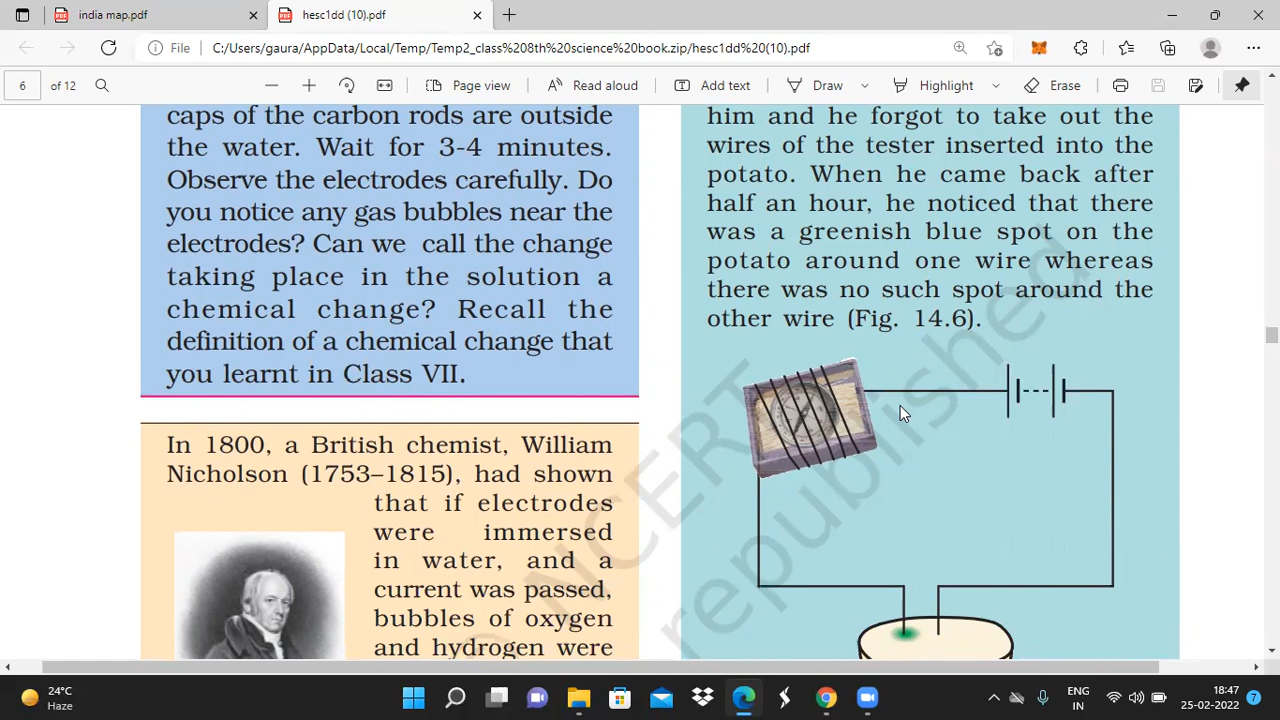 india map.pdf
hesc1dd (10).pdf
File
C:/Users/gaura/AppData/Local/Temp/Temp2_class%208th%20science%20book.zip/hesc1dd%20(10).pdf
6 of 12
Page view
Read aloud
Add text
Draw
Highlight
Erase
caps of the carbon rods are outside
the water. Wait for 3-4 minutes.
Observe the electrodes carefully. Do
you notice any gas bubbles near the
electrodes? Can we call the change
taking place in the solution a
chemical change? Recall the
definition of a chemical change that
you learnt in Class VII.
In 1800, a British chemist, William
Nicholson (1753–1815), had shown
that if electrodes
were immersed
in water, and a
current was passed,
bubbles of oxygen
and hydrogen were
him and he forgot to take out the
wires of the tester inserted into the
potato. When he came back after
half an hour, he noticed that there
was a greenish blue spot on the
potato around one wire whereas
there was no such spot around the
other wire (Fig. 14.6).
NCERT
republished
24°C
Haze
ENG
IN
18:47
25-02-2022
7